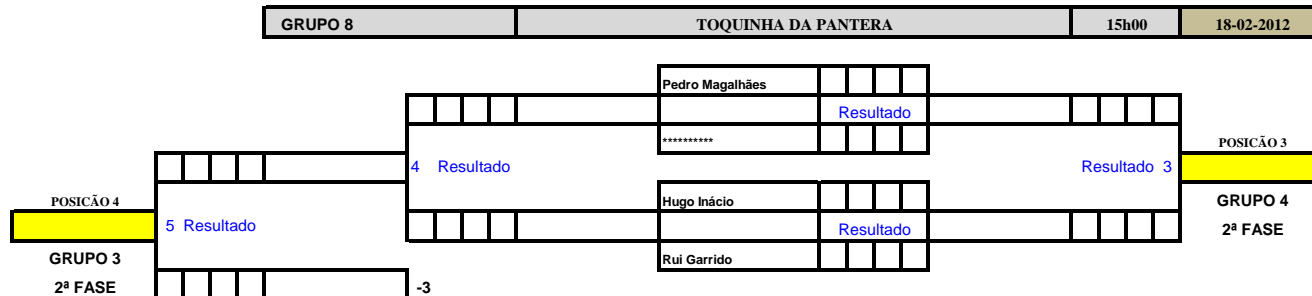 GRUPO 8 TOQUINHA DA PANTERA 15h00 18-02-2012
Pedro Magalhães
Resultado
**********
POSIÇÃO 3
4 Resultado
Resultado 3
POSIÇÃO 4
Hugo Inácio
GRUPO 4
5 Resultado
Resultado
2ª FASE
GRUPO 3
Rui Garrido
2ª FASE
-3